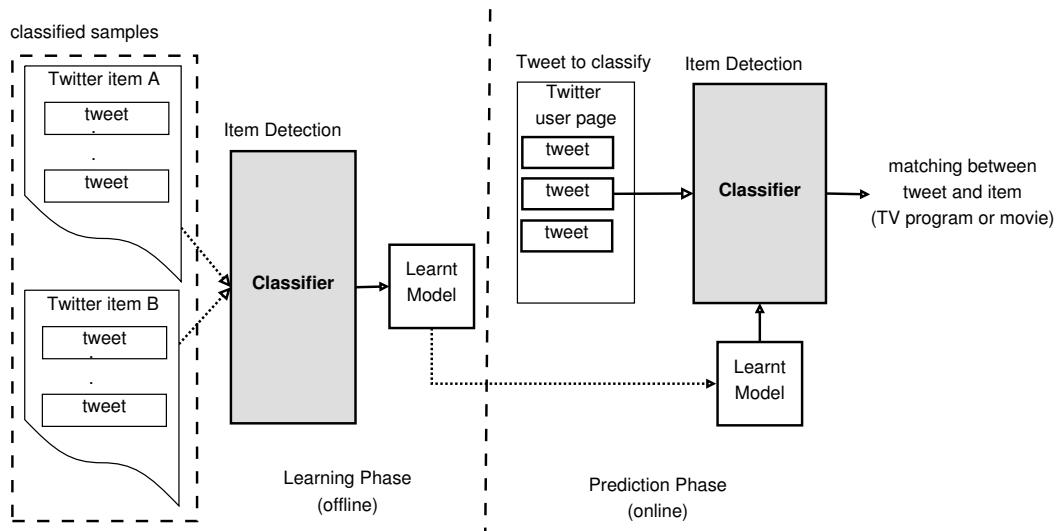 classified samples
Twitter item A
tweet
.
.
tweet
Twitter item B
tweet
.
.
tweet
Item Detection
Classifier
Learnt
Model
Learning Phase
(offline)
Tweet to classify
Twitter
user page
tweet
tweet
tweet
Item Detection
Classifier
matching between
tweet and item
(TV program or movie)
Learnt
Model
Prediction Phase
(online)